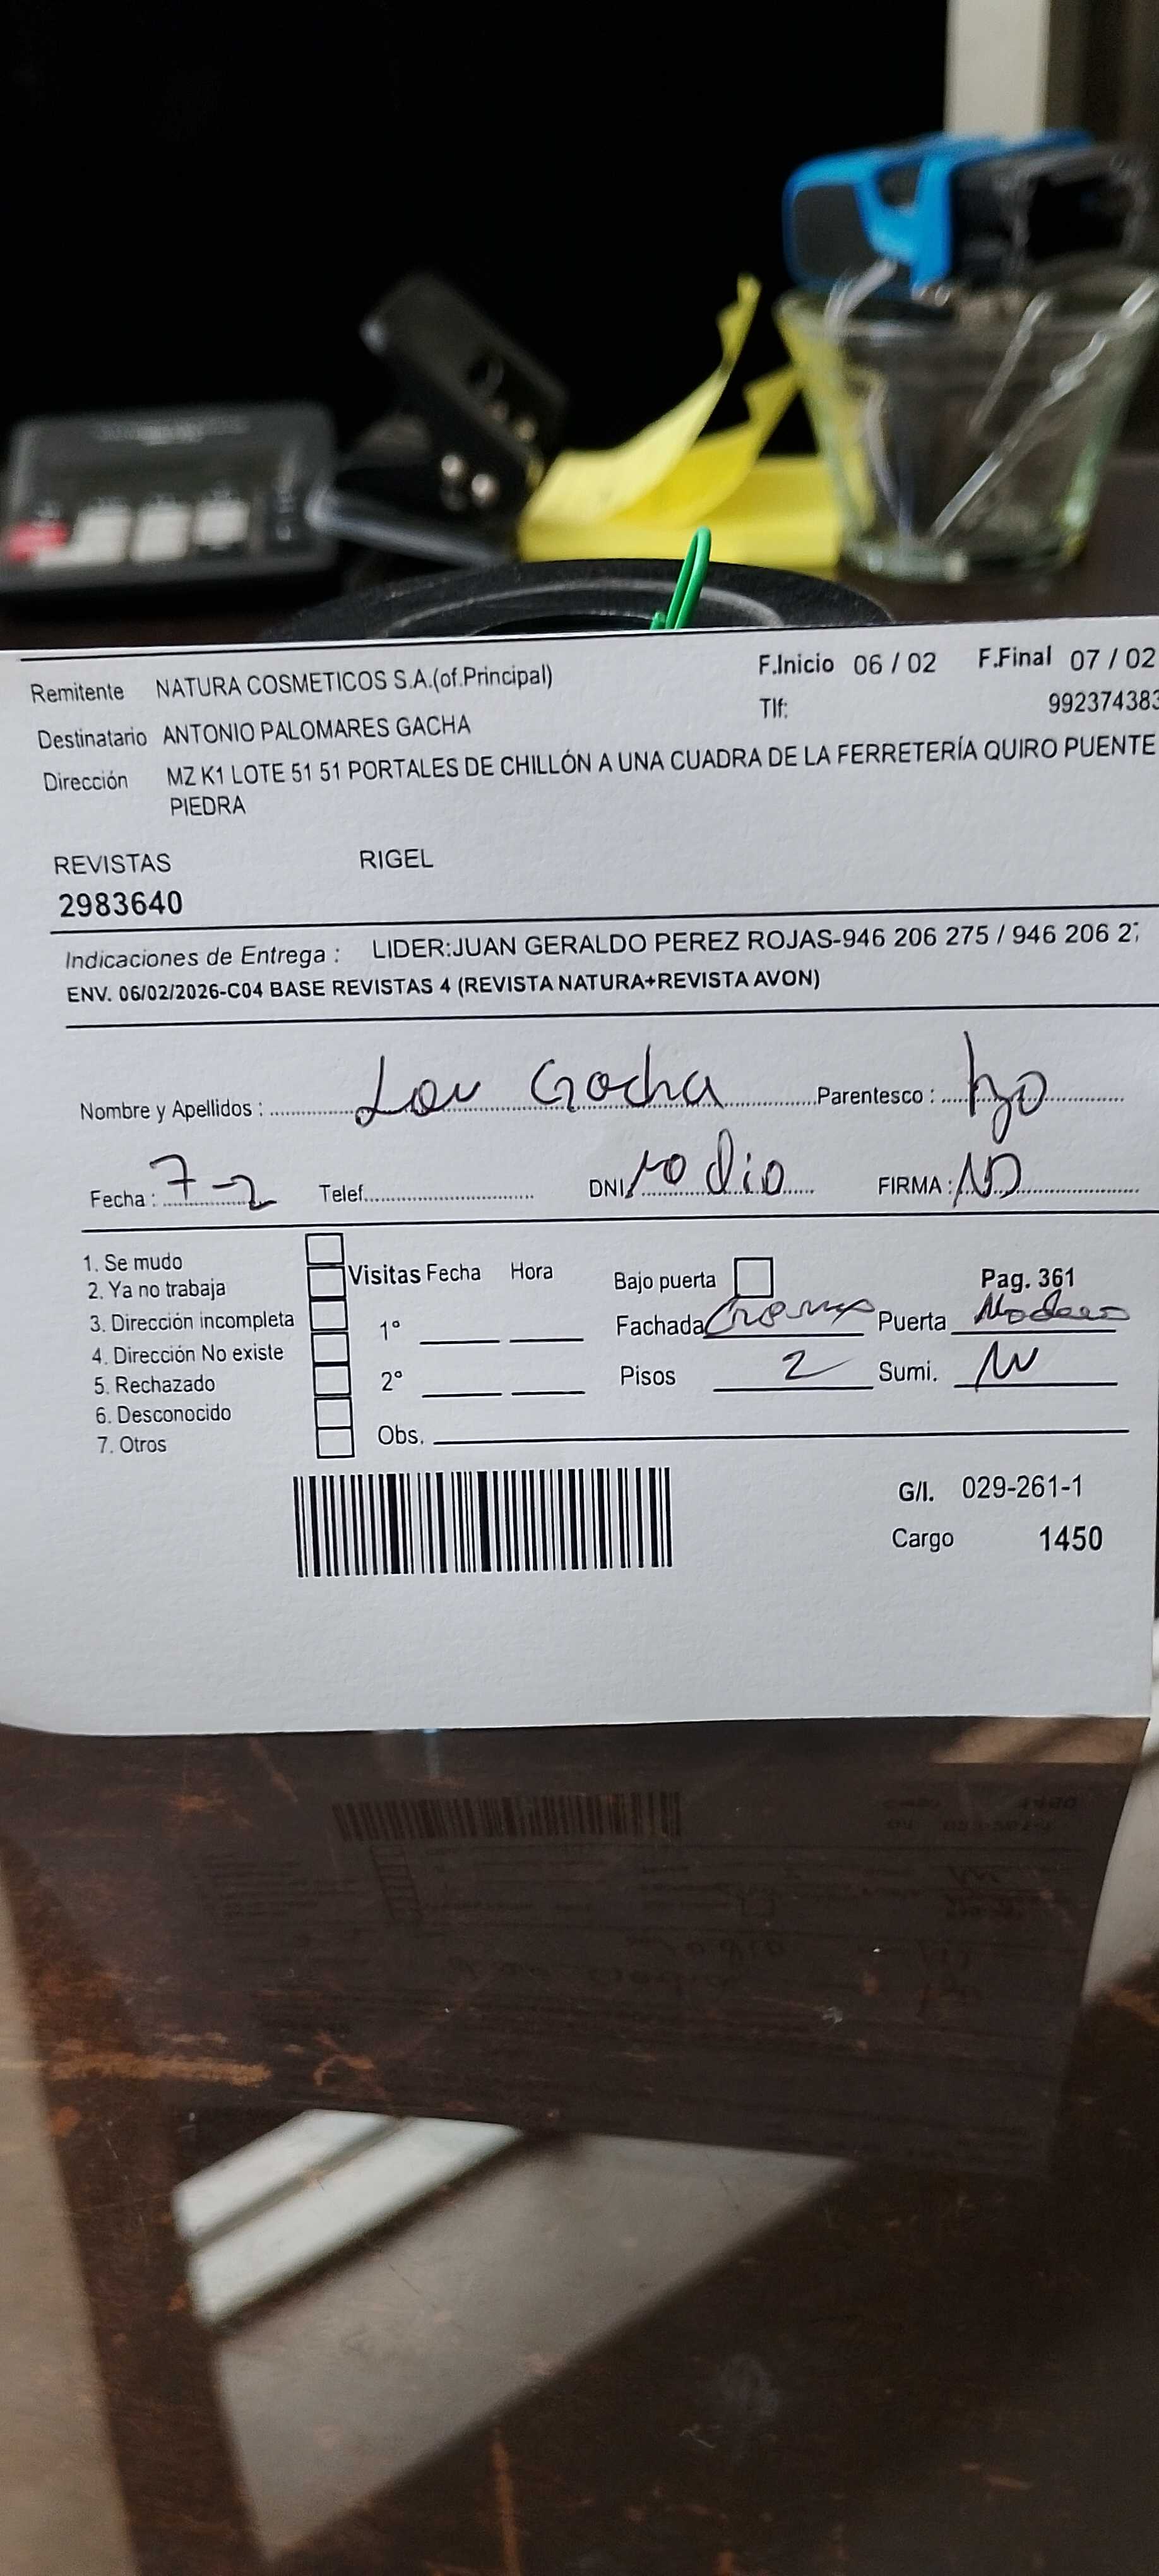 Remitente NATURA COSMETICOS S.A.(of.Principal) F.Inicio 06 / 02 F.Final 07 / 02
Tlf: 992374383
Destinatario ANTONIO PALOMARES GACHA
Dirección MZ K1 LOTE 51 51 PORTALES DE CHILLÓN A UNA CUADRA DE LA FERRETERÍA QUIRO PUENTE
PIEDRA
REVISTAS RIGEL
2983640
Indicaciones de Entrega : LIDER:JUAN GERALDO PEREZ ROJAS-946 206 275 / 946 206 2
ENV. 06/02/2026-C04 BASE REVISTAS 4 (REVISTA NATURA+REVISTA AVON)
Nombre y Apellidos : Gacha Parentesco :
Fecha : 7-2 Telef. DNI no dio FIRMA :
1. Se mudo
2. Ya no trabaja
3. Dirección incompleta
4. Dirección No existe
5. Rechazado
6. Desconocido
7. Otros
Visitas Fecha Hora
1°
2°
Obs.
Bajo puerta Pag. 361
Fachada Puerta Madera
Pisos 2 Sumi.
G/I. 029-261-1
Cargo 1450